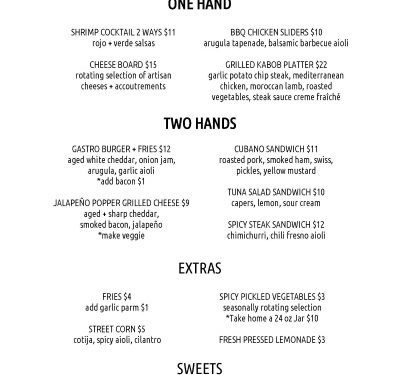 ONE HAND
SHRIMP COCKTAIL 2 WAYS $11
rojo + verde salsas
CHEESE BOARD $15
rotating selection of artisan
cheeses + accoutrements
BBQ CHICKEN SLIDERS $10
arugula tapenade, balsamic barbecue aioli
GRILLED KABOB PLATTER $22
garlic potato chip steak, mediterranean
chicken, moroccan lamb, roasted
vegetables, steak sauce creme fraîché
TWO HANDS
GASTRO BURGER + FRIES $12
aged white cheddar, onion jam,
arugula, garlic aioli
*add bacon $1
JALAPEÑO POPPER GRILLED CHEESE $9
aged + sharp cheddar,
smoked bacon, jalapeño
*make veggie
CUBANO SANDWICH $11
roasted pork, smoked ham, swiss,
pickles, yellow mustard
TUNA SALAD SANDWICH $10
capers, lemon, sour cream
SPICY STEAK SANDWICH $12
chimichurri, chili fresno aioli
EXTRAS
FRIES $4
add garlic parm $1
STREET CORN $5
cotija, spicy aioli, cilantro
SPICY PICKLED VEGETABLES $3
seasonally rotating selection
*Take home a 24 oz Jar $10
FRESH PRESSED LEMONADE $3
SWEETS